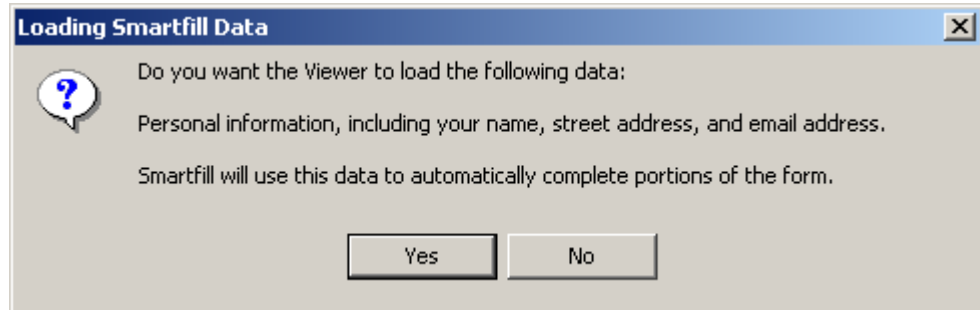 Loading Smartfill Data
Do you want the Viewer to load the following data:
Personal information, including your name, street address, and email address.
Smartfill will use this data to automatically complete portions of the form.
Yes No